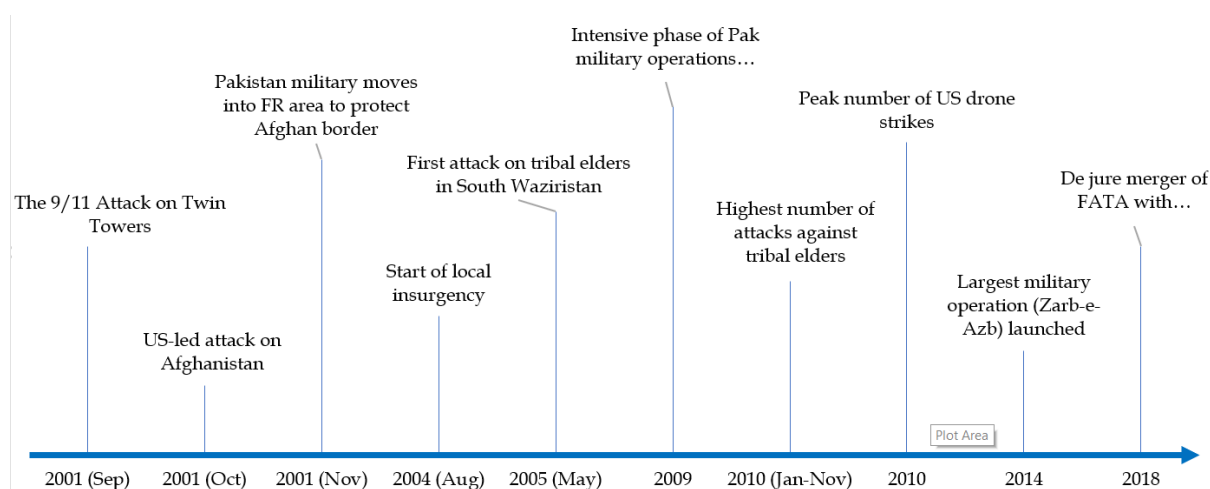 The 9/11 Attack on Twin
Towers
US-led attack on
Afghanistan
Pakistan military moves
into FR area to protect
Afghan border
Start of local
insurgency
First attack on tribal elders
in South Waziristan
Intensive phase of Pak
military operations…
Highest number of
attacks against
tribal elders
Peak number of US drone
strikes
Largest military
operation (Zarb-e-
Azb) launched
De jure merger of
FATA with…
Plot Area
2001 (Sep)
2001 (Oct)
2001 (Nov)
2004 (Aug)
2005 (May)
2009
2010 (Jan-Nov)
2010
2014
2018